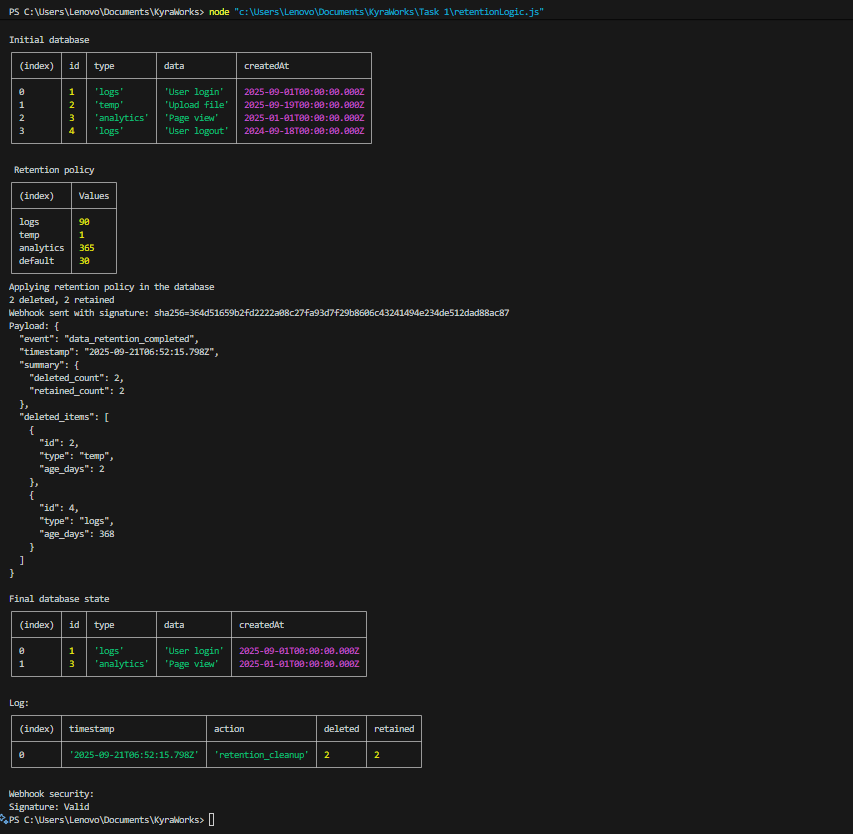 PS C:\Users\Lenovo\Documents\KyraWorks> node "c:\Users\Lenovo\Documents\KyraWorks\Task 1\retentionLogic.js"
Initial database
(index) id type data createdAt
0 1 'logs' 'User login' 2025-09-01T00:00:00.000Z
1 2 'temp' 'Upload file' 2025-09-19T00:00:00.000Z
2 3 'analytics' 'Page view' 2025-01-01T00:00:00.000Z
3 4 'logs' 'User logout' 2024-09-18T00:00:00.000Z
Retention policy
(index) Values
logs 90
temp 1
analytics 365
default 30
Applying retention policy in the database
2 deleted, 2 retained
Webhook sent with signature: sha256=364d51659b2fd2222a08c27fa93d7f29b8606c43241494e234de512dad88ac87
Payload: {
"event": "data_retention_completed",
"timestamp": "2025-09-21T06:52:15.798Z",
"summary": {
"deleted_count": 2,
"retained_count": 2
},
"deleted_items": [
{
"id": 2,
"type": "temp",
"age_days": 2
},
{
"id": 4,
"type": "logs",
"age_days": 368
}
]
}
Final database state
(index) id type data createdAt
0 1 'logs' 'User login' 2025-09-01T00:00:00.000Z
1 3 'analytics' 'Page view' 2025-01-01T00:00:00.000Z
Log:
(index) timestamp action deleted retained
0 '2025-09-21T06:52:15.798Z' 'retention_cleanup' 2 2
Webhook security:
Signature: Valid
PS C:\Users\Lenovo\Documents\KyraWorks>